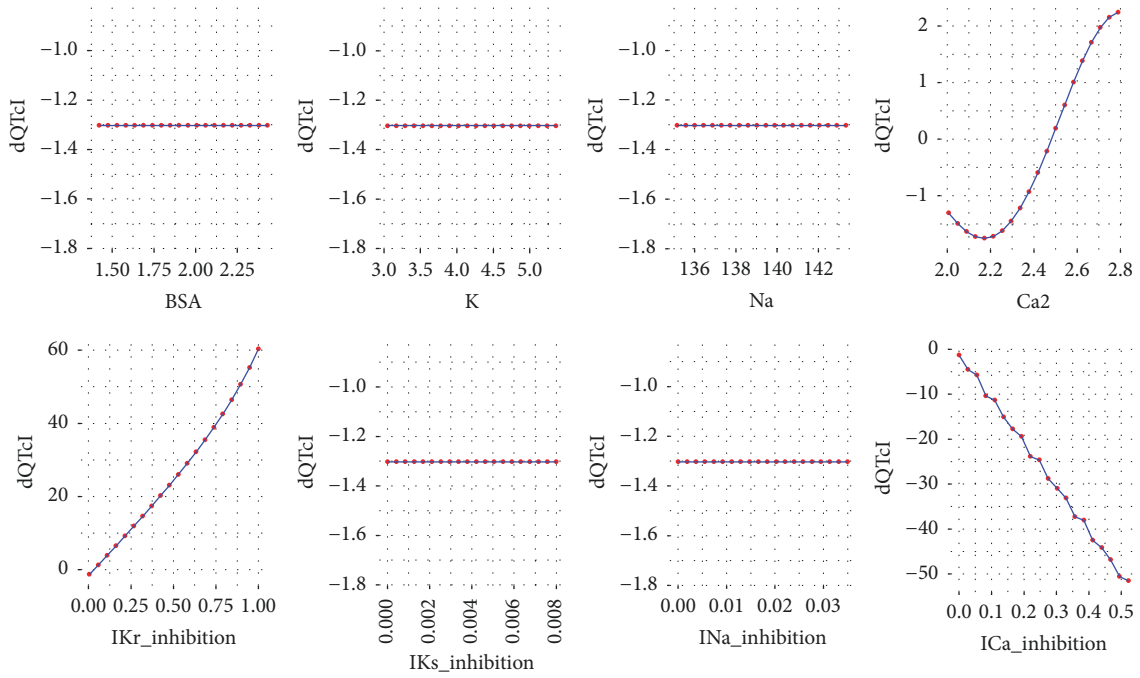 dQTcI
−1.0
−1.2
−1.4
−1.6
−1.8
1.50 1.75 2.00 2.25
BSA
dQTcI
−1.0
−1.2
−1.4
−1.6
−1.8
3.0 3.5 4.0 4.5 5.0
K
dQTcI
−1.0
−1.2
−1.4
−1.6
−1.8
136 138 140 142
Na
dQTcI
2
1
0
−1
2.0 2.2 2.4 2.6 2.8
Ca2
dQTcI
60
40
20
0
0.00 0.25 0.50 0.75 1.00
IKr_inhibition
dQTcI
−1.0
−1.2
−1.4
−1.6
−1.8
0.000 0.002 0.004 0.006 0.008
IKs_inhibition
dQTcI
−1.0
−1.2
−1.4
−1.6
−1.8
0.00 0.01 0.02 0.03
INa_inhibition
dQTcI
0
−10
−20
−30
−40
−50
0.0 0.1 0.2 0.3 0.4 0.5
ICa_inhibition